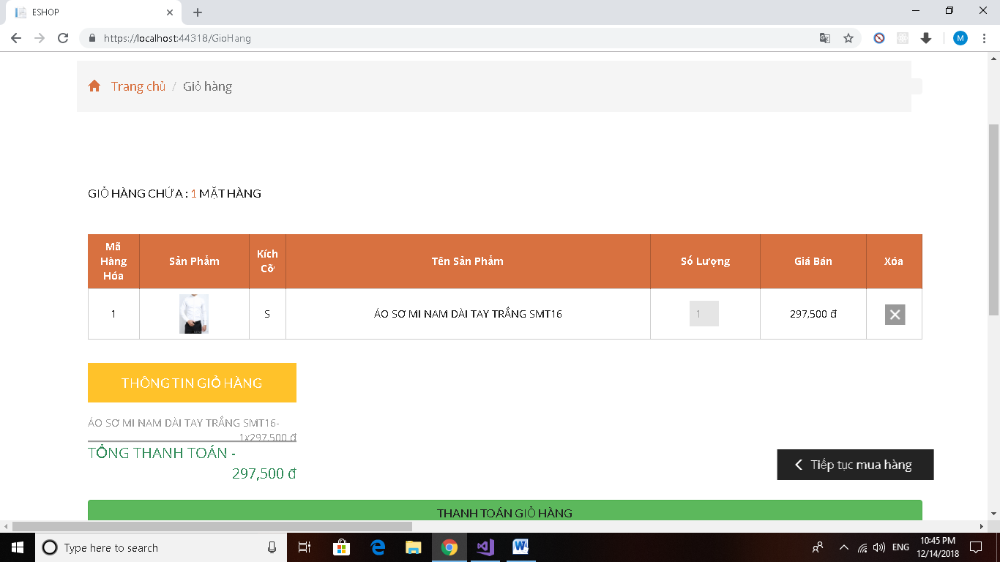 ESHOP
https://localhost:44318/GioHang
M
Trang chủ / Giỏ hàng
GIỎ HÀNG CHỨA : 1 MẶT HÀNG
Mã Hàng Hóa Sản Phẩm Kích Cỡ Tên Sản Phẩm Số Lượng Giá Bán Xóa
1 S ÁO SƠ MI NAM DÀI TAY TRẮNG SMT16 1 297,500 đ
THÔNG TIN GIỎ HÀNG
ÁO SƠ MI NAM DÀI TAY TRẮNG SMT16-
1x297,500 đ
TỔNG THANH TOÁN -
297,500 đ
Tiếp tục mua hàng
THANH TOÁN GIỎ HÀNG
Type here to search
ENG
10:45 PM
12/14/2018